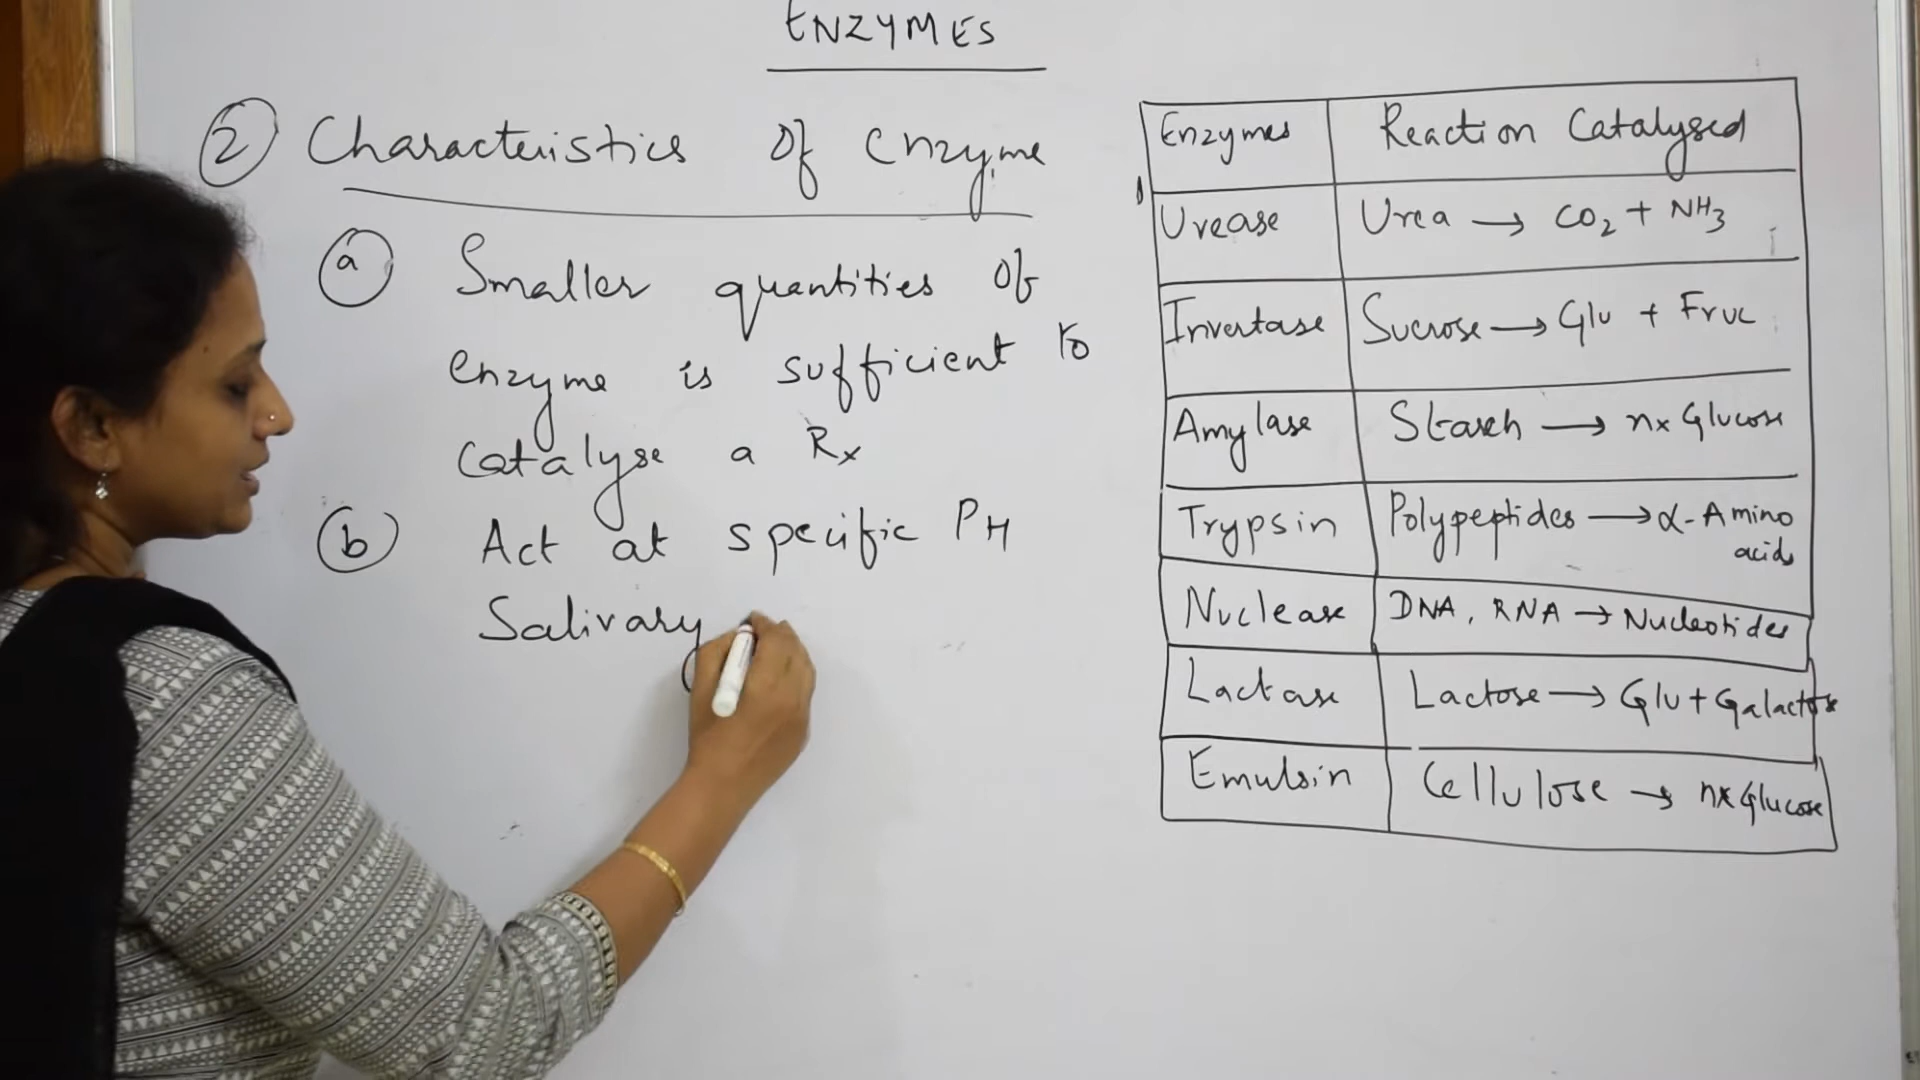 ENZYMES
2 Characteristics Of Enzyme
a Smaller quantities Of
enzyme is sufficient to
catalyse a Rx
b Act at specific PH
Salivary
Enzymes Reaction Catalysed
Urease Urea → CO2 + NH3
Invertase Sucrose → Glu + Fruc
Amylase Starch → nx Glucose
Trypsin Polypeptides → α-Amino
acids
Nuclease DNA, RNA → Nucleotides
Lactase Lactose → Glu + Galactose
Emulsin Cellulose → nx Glucose